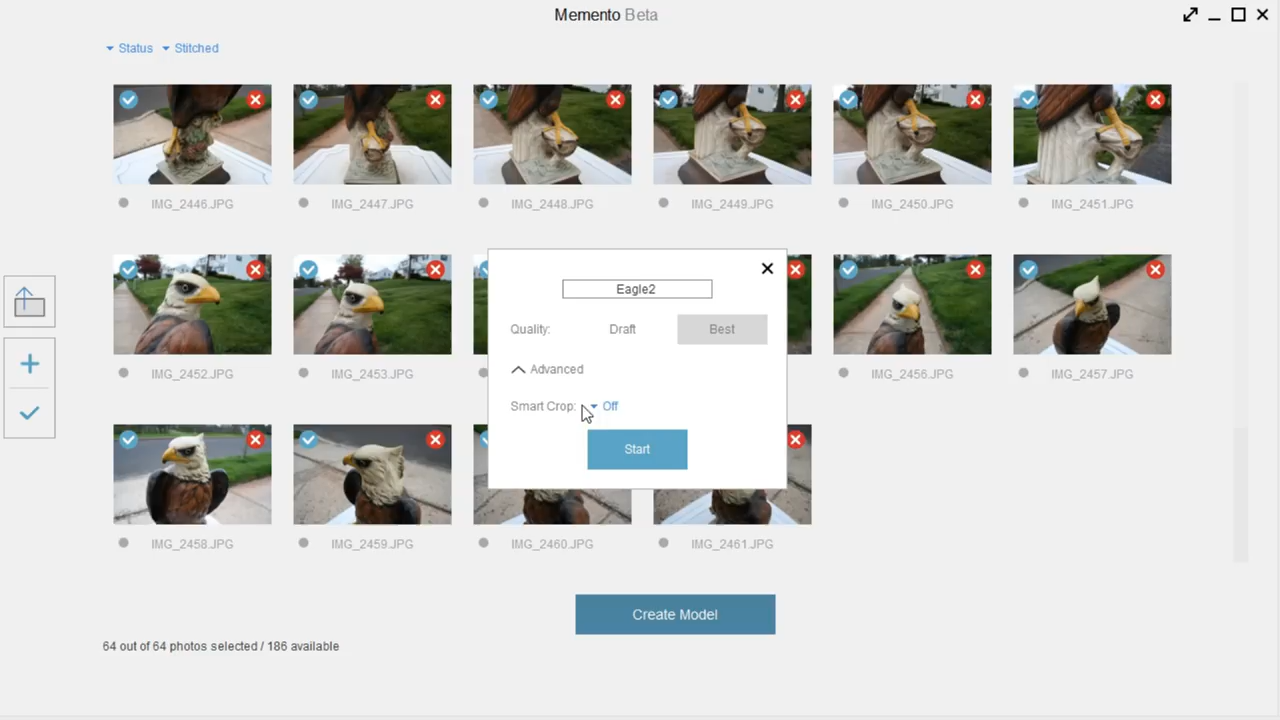 Memento Beta
Status Stitched
IMG_2446.JPG IMG_2447.JPG IMG_2448.JPG IMG_2449.JPG IMG_2450.JPG IMG_2451.JPG
Eagle2
Quality: Draft Best
Advanced
Smart Crop: Off
Start
IMG_2452.JPG IMG_2453.JPG IMG_2456.JPG IMG_2457.JPG
IMG_2458.JPG IMG_2459.JPG IMG_2460.JPG IMG_2461.JPG
Create Model
64 out of 64 photos selected / 186 available